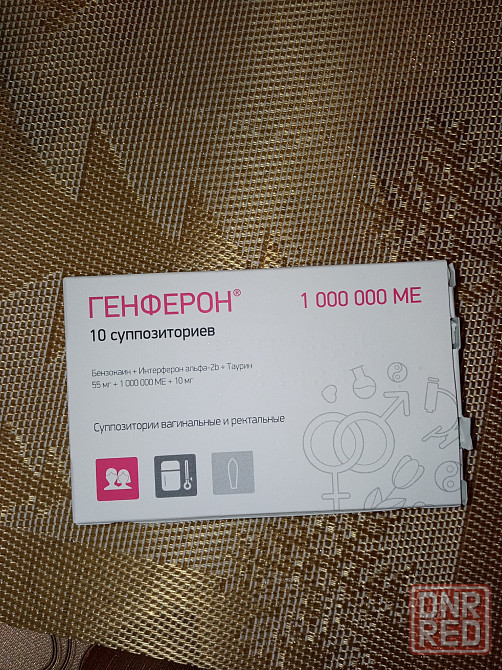 ГЕНФЕРОН® 1 000 000 МЕ
10 суппозиториев
Бензокаин + Интерферон альфа-2b + Таурин
55 мг + 1 000 000 МЕ + 10 мг
Суппозитории вагинальные и ректальные
DNR
RED